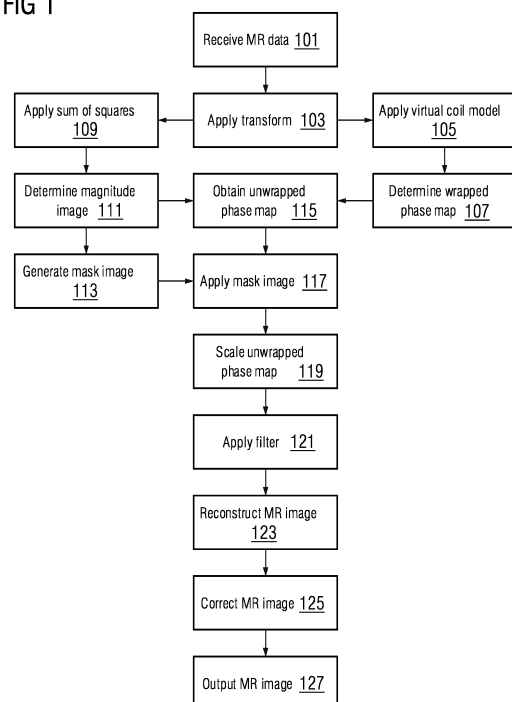 FIG 1
Receive MR data 101
Apply sum of squares
109
Apply transform 103
Apply virtual coil model
105
Determine magnitude
image 111
Obtain unwrapped
phase map 115
Determine wrapped
phase map 107
Generate mask image
113
Apply mask image 117
Scale unwrapped
phase map 119
Apply filter 121
Reconstruct MR image
123
Correct MR image 125
Output MR image 127